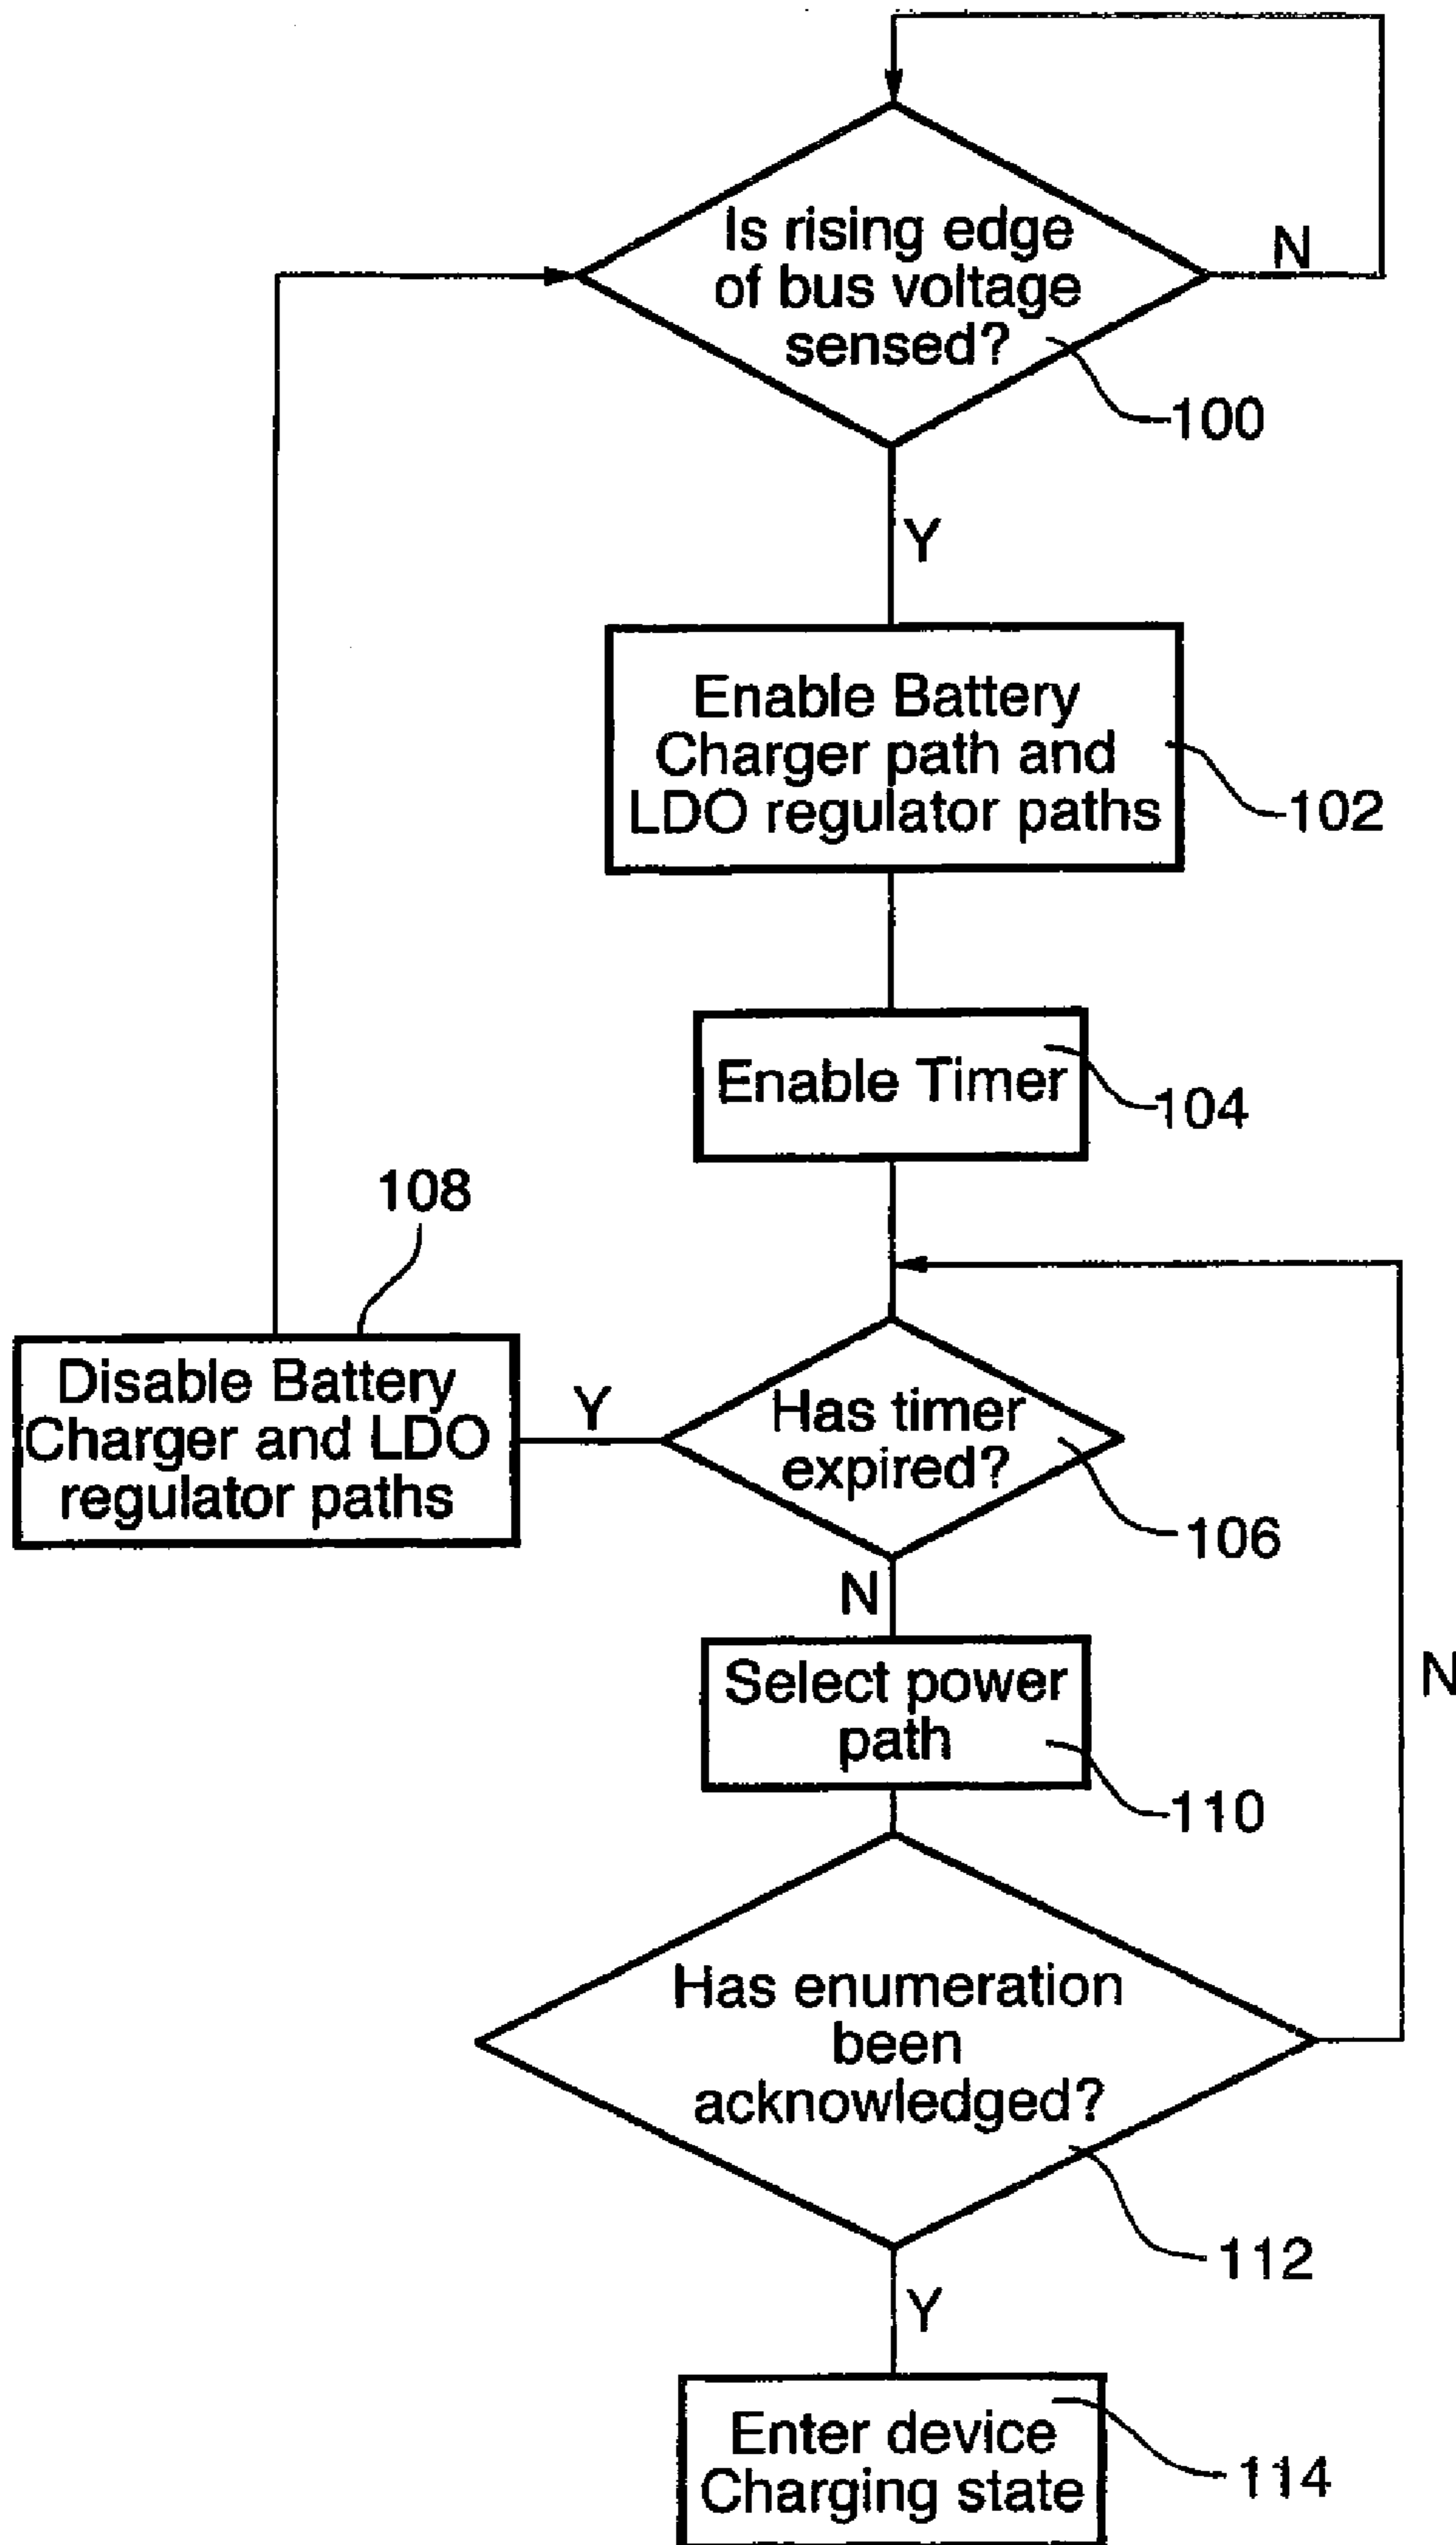 Is rising edge
of bus voltage
sensed?
N
100
Y
Enable Battery
Charger path and
LDO regulator paths
102
Enable Timer
104
108
Disable Battery
Charger and LDO
regulator paths
Y
Has timer
expired?
106
N
Select power
path
N
110
Has enumeration
been
acknowledged?
112
Y
Enter device
Charging state
114